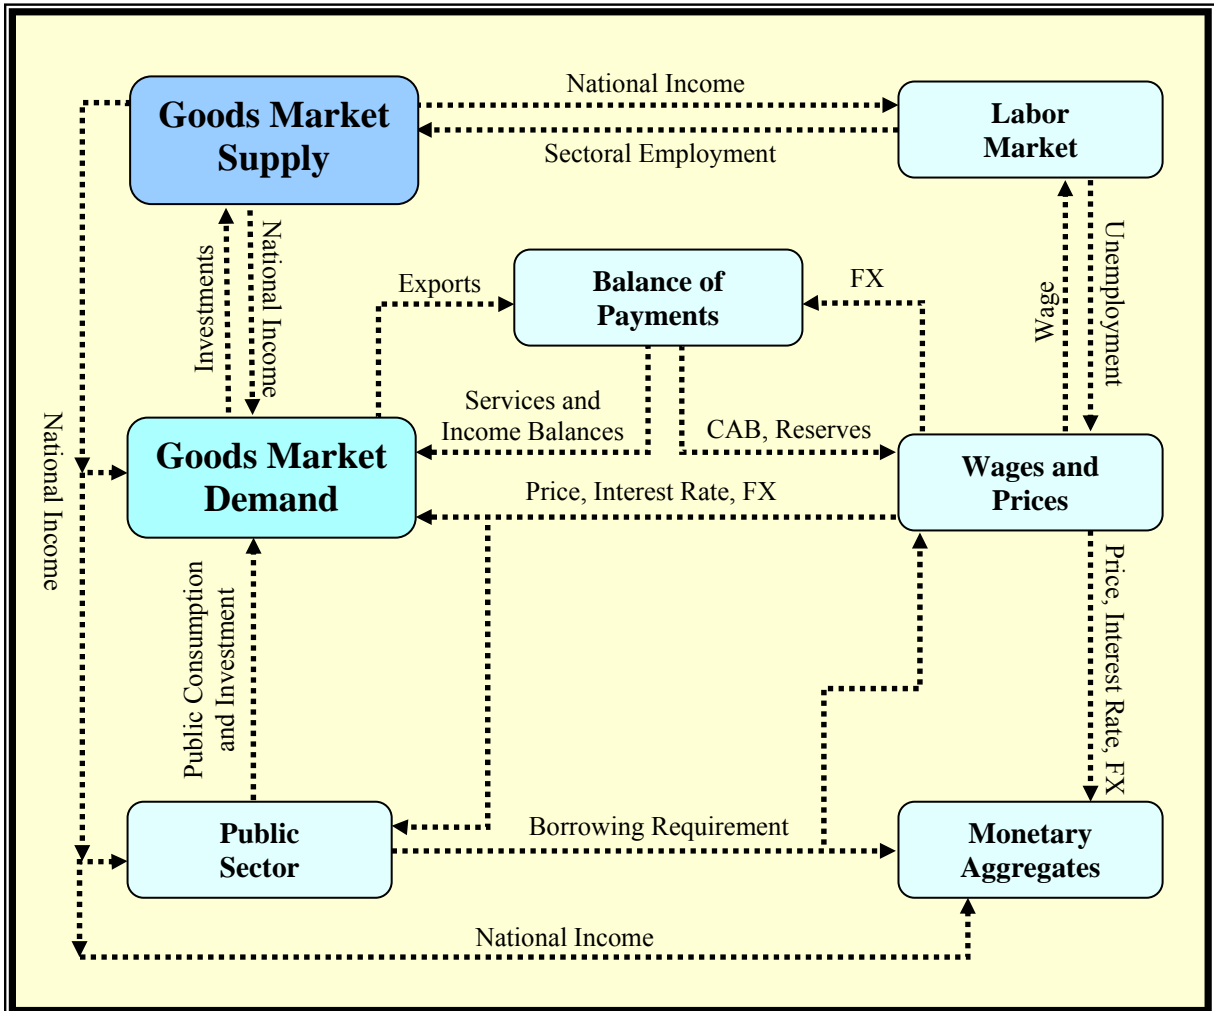 National Income
Goods Market
Supply
Labor
Market
Sectoral Employment
Investments
National Income
Exports
Balance of
Payments
FX
Wage
Unemployment
Services and
Income Balances
CAB, Reserves
National Income
Goods Market
Demand
Price, Interest Rate, FX
Wages and
Prices
Public Consumption
and Investment
Price, Interest Rate, FX
Public
Sector
Borrowing Requirement
Monetary
Aggregates
National Income